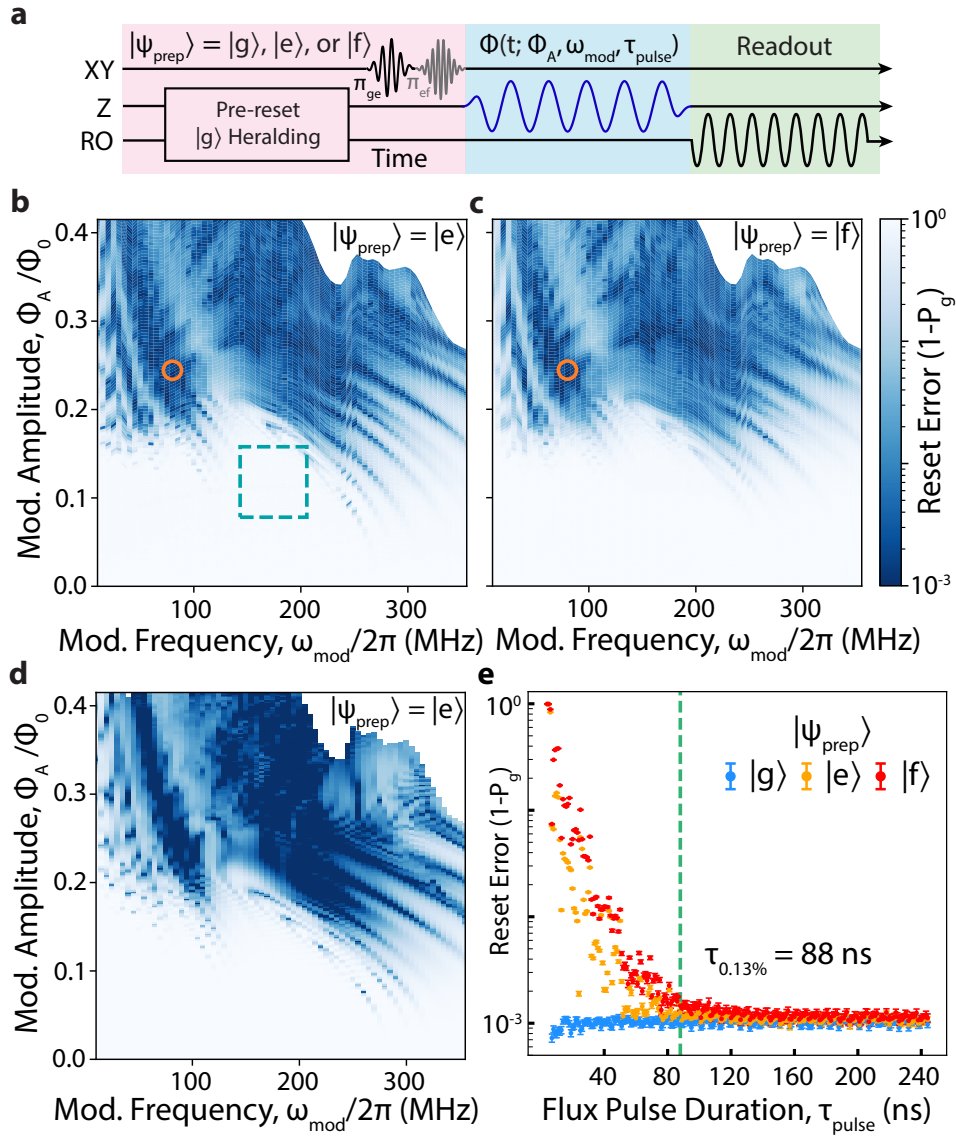 a
|ψprep⟩ = |g⟩, |e⟩, or |f⟩
Φ(t; ΦA, ωmod, τpulse)
Readout
XY
πge
πef
Z
Pre-reset
|g⟩ Heralding
RO
Time
b
|ψprep⟩ = |e⟩
0.4
0.3
0.2
0.1
0.0
Mod. Amplitude, ΦA /Φ0
100
200
300
Mod. Frequency, ωmod/2π (MHz)
c
|ψprep⟩ = |f⟩
100
200
300
Mod. Frequency, ωmod/2π (MHz)
10^0
10^-3
Reset Error (1-Pg)
d
|ψprep⟩ = |e⟩
0.4
0.3
0.2
0.1
0.0
Mod. Amplitude, ΦA /Φ0
100
200
300
Mod. Frequency, ωmod/2π (MHz)
e
10^0
10^-3
Reset Error (1-Pg)
|ψprep⟩
|g⟩ |e⟩ |f⟩
τ0.13% = 88 ns
40
80
120
160
200
240
Flux Pulse Duration, τpulse (ns)